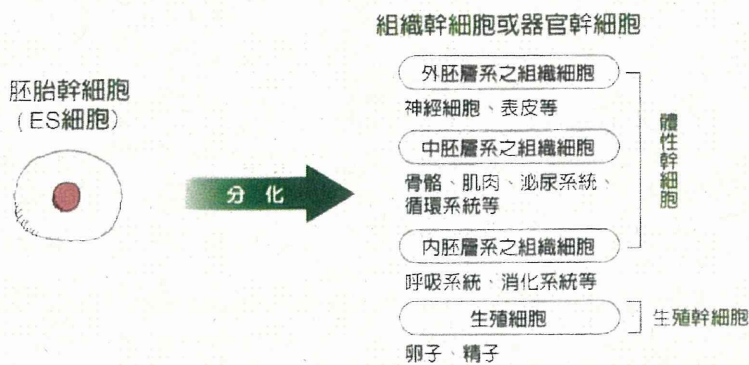 組織幹細胞或器官幹細胞
胚胎幹細胞
(ES細胞)
分化
外胚層系之組織細胞
神經細胞、表皮等
中胚層系之組織細胞
骨骼、肌肉、泌尿系統、
循環系統等
內胚層系之組織細胞
呼吸系統、消化系統等
體性幹細胞
生殖細胞
生殖幹細胞
卵子、精子